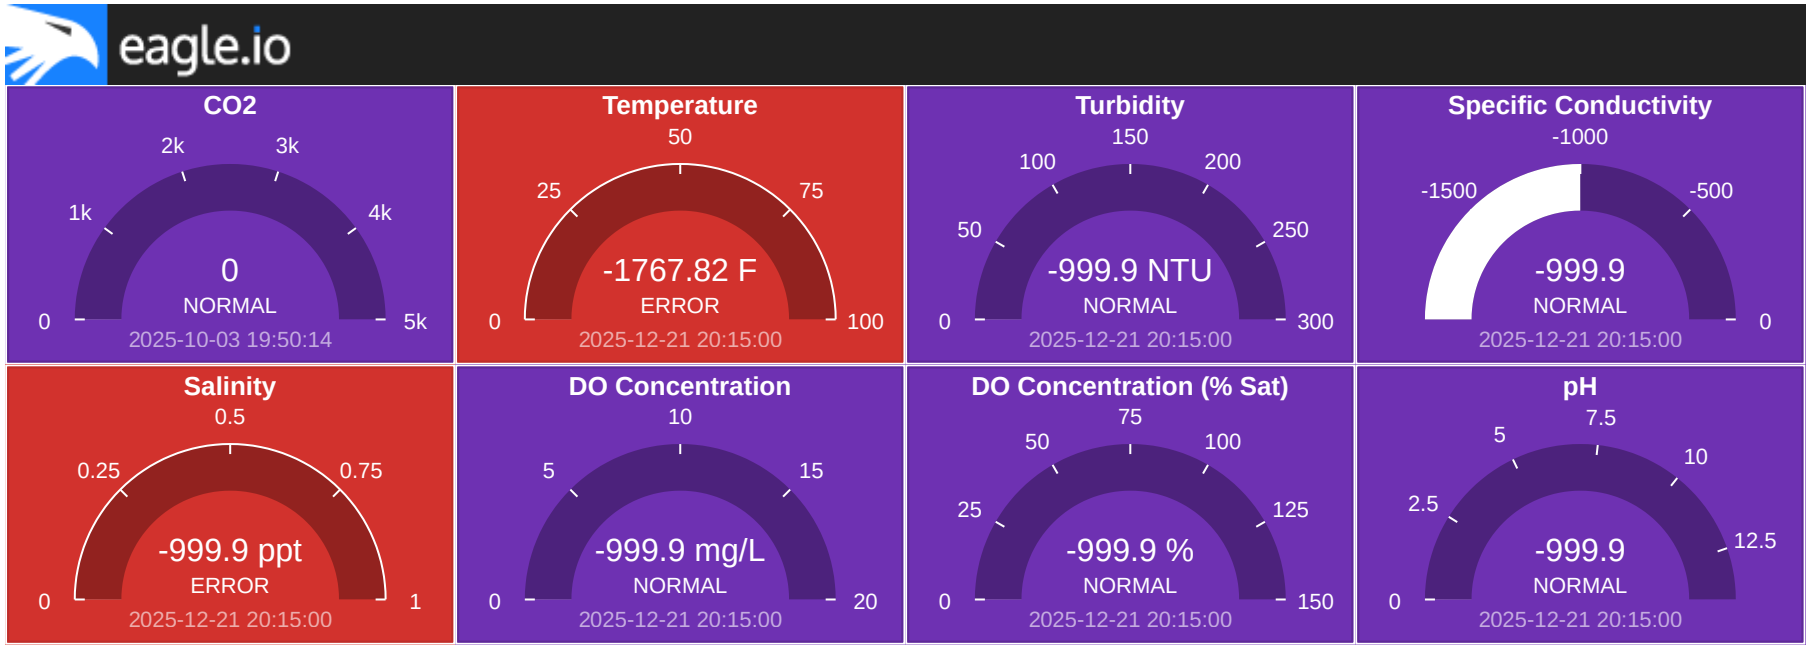 eagle.io
CO2
2k
3k
1k
4k
0
NORMAL
0
5k
2025-10-03 19:50:14
Temperature
50
25
75
-1767.82 F
ERROR
0
100
2025-12-21 20:15:00
Turbidity
150
100
200
50
250
-999.9 NTU
NORMAL
0
300
2025-12-21 20:15:00
Specific Conductivity
-1000
-1500
-500
-999.9
NORMAL
0
2025-12-21 20:15:00
Salinity
0.5
0.25
0.75
-999.9 ppt
ERROR
0
1
2025-12-21 20:15:00
DO Concentration
10
5
15
-999.9 mg/L
NORMAL
0
20
2025-12-21 20:15:00
DO Concentration (% Sat)
75
50
100
25
125
-999.9 %
NORMAL
0
150
2025-12-21 20:15:00
pH
7.5
5
10
2.5
12.5
-999.9
NORMAL
0
2025-12-21 20:15:00